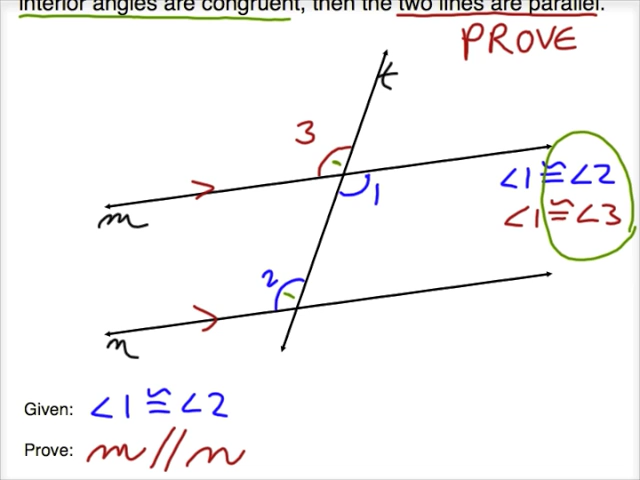 interior angles are congruent, then the two lines are parallel.
PROVE
t
3
∠1 ≅ ∠2
1
∠1 ≅ ∠3
m
2
n
Given: ∠1 ≅ ∠2
Prove: m // n